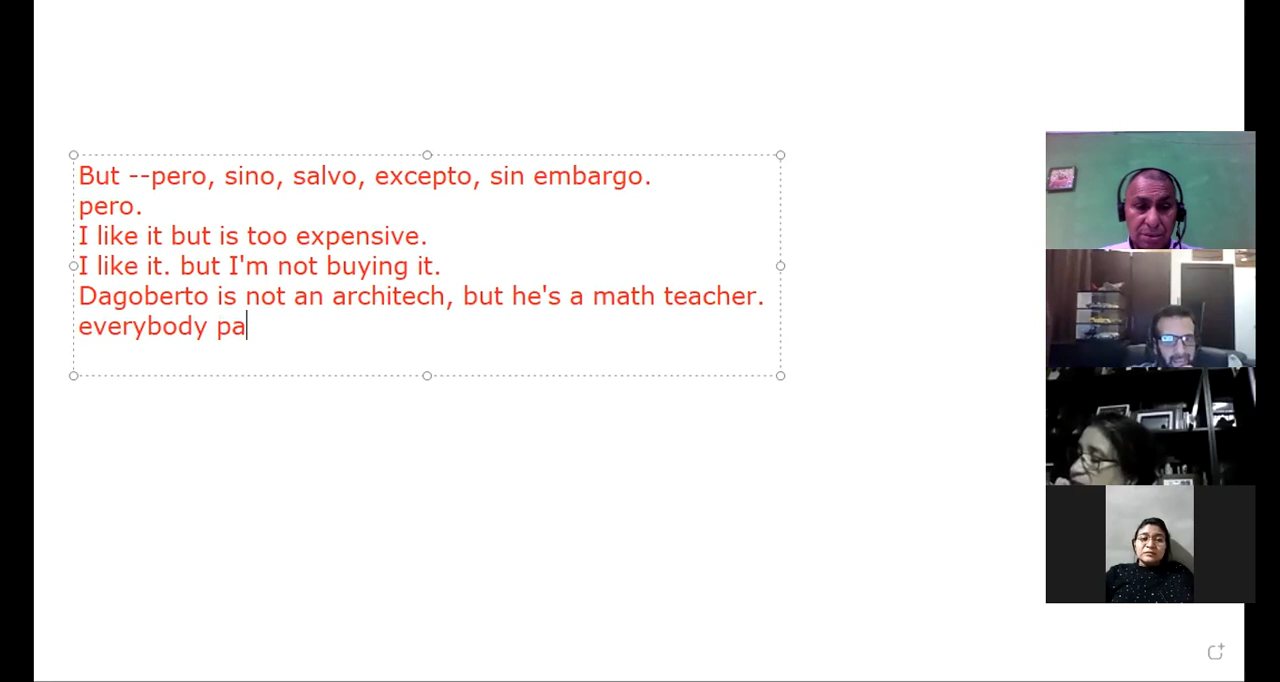 But --pero, sino, salvo, excepto, sin embargo.
pero.
I like it but is too expensive.
I like it. but I'm not buying it.
Dagoberto is not an architech, but he's a math teacher.
everybody pa